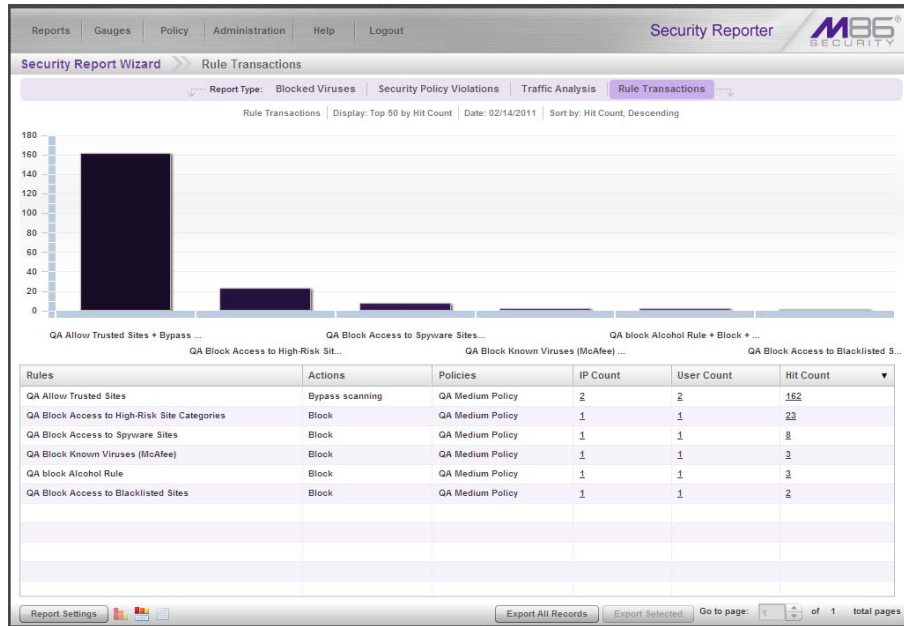 Reports Gauges Policy Administration Help Logout Security Reporter M86® SECURITY
Security Report Wizard Rule Transactions
Report Type: Blocked Viruses Security Policy Violations Traffic Analysis Rule Transactions
Rule Transactions Display: Top 50 by Hit Count Date: 02/14/2011 Sort by: Hit Count, Descending
180
160
140
120
100
80
60
40
20
0
QA Allow Trusted Sites + Bypass ... QA Block Access to Spyware Sites... QA block Alcohol Rule + Block + ...
QA Block Access to High-Risk Sit... QA Block Known Viruses (McAfee) ... QA Block Access to Blacklisted S...
Rules Actions Policies IP Count User Count Hit Count ▼
QA Allow Trusted Sites Bypass scanning QA Medium Policy 2 2 162
QA Block Access to High-Risk Site Categories Block QA Medium Policy 1 1 23
QA Block Access to Spyware Sites Block QA Medium Policy 1 1 8
QA Block Known Viruses (McAfee) Block QA Medium Policy 1 1 3
QA block Alcohol Rule Block QA Medium Policy 1 1 3
QA Block Access to Blacklisted Sites Block QA Medium Policy 1 1 2
Report Settings Export All Records Export Selected Go to page: 1 of 1 total pages